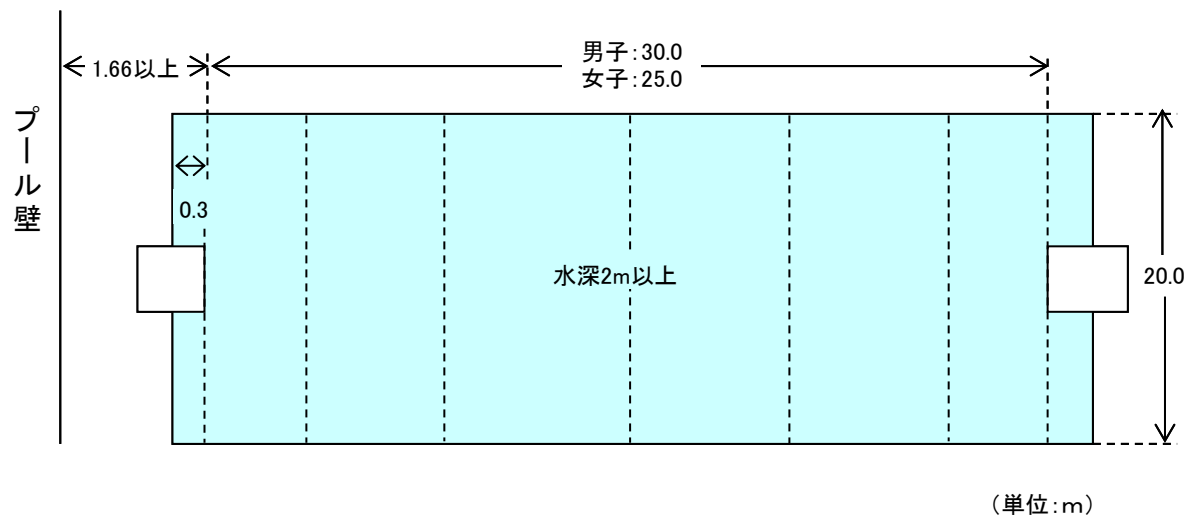 男子：30.0
女子：25.0
1.66以上
プール壁
0.3
水深2m以上
20.0
（単位：m）